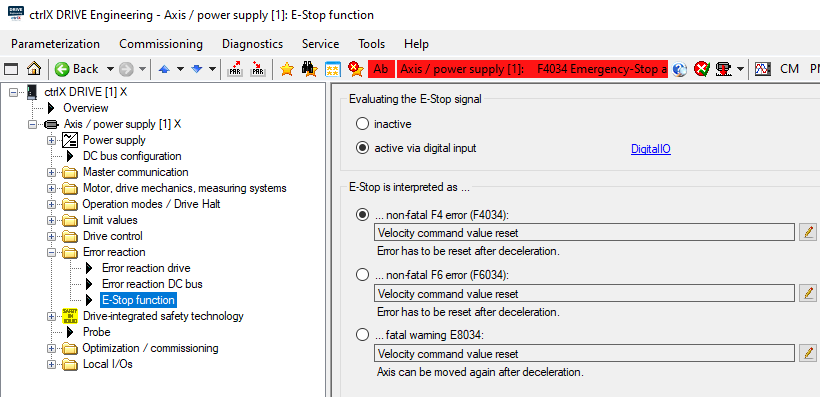 ctrlX DRIVE Engineering - Axis / power supply [1]: E-Stop function
Parameterization Commissioning Diagnostics Service Tools Help
Back PAR PAR Ab Axis / power supply [1]: F4034 Emergency-Stop a CM PM
ctrlX DRIVE [1] X
Overview
Axis / power supply [1] X
Power supply
DC bus configuration
Master communication
Motor, drive mechanics, measuring systems
Operation modes / Drive Halt
Limit values
Drive control
Error reaction
Error reaction drive
Error reaction DC bus
E-Stop function
Drive-integrated safety technology
Probe
Optimization / commissioning
Local I/Os
Evaluating the E-Stop signal
inactive
active via digital input DigitalIO
E-Stop is interpreted as ...
... non-fatal F4 error (F4034):
Velocity command value reset
Error has to be reset after deceleration.
... non-fatal F6 error (F6034):
Velocity command value reset
Error has to be reset after deceleration.
... fatal warning E8034:
Velocity command value reset
Axis can be moved again after deceleration.